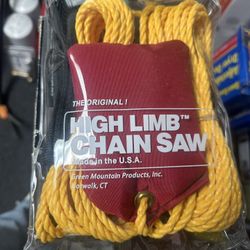 THE ORIGINAL!
HIGH LIMB™
CHAIN SAW
Made in the U.S.A.
Green Mountain Products, Inc.
Norwalk, CT